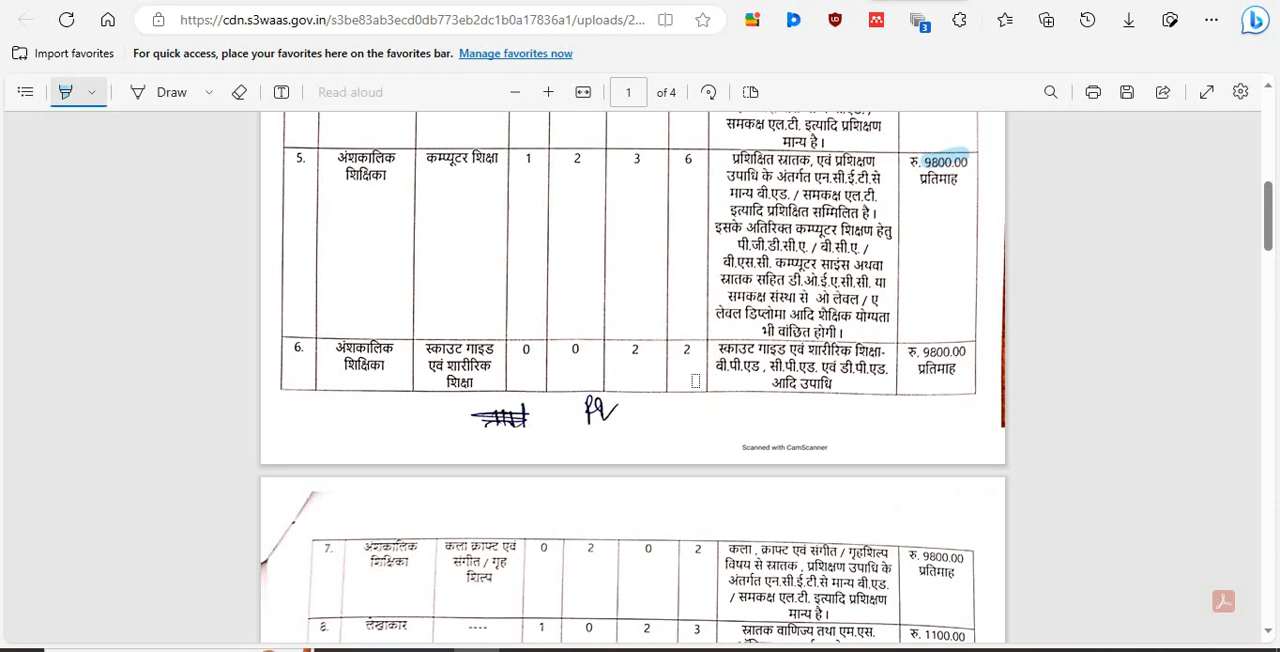 https://cdn.s3waas.gov.in/s3be83ab3ecd0db773eb2dc1b0a17836a1/uploads/2...
3
Import favorites For quick access, place your favorites here on the favorites bar. Manage favorites now
Draw Read aloud 1 of 4
समकक्ष एल.टी. इत्यादि प्रशिक्षण
मान्य है।
5. अंशकालिक शिक्षिका कम्प्यूटर शिक्षा 1 2 3 6 रु. 9800.00 प्रतिमाह
प्रशिक्षित स्नातक, एवं प्रशिक्षण
उपाधि के अंतर्गत एन.सी.ई.टी.से
मान्य बी.एड. / समकक्ष एल.टी.
इत्यादि प्रशिक्षित सम्मिलित है।
इसके अतिरिक्त कम्प्यूटर शिक्षण हेतु
पी.जी.डी.सी.ए. / बी.सी.ए. /
बी.एस.सी. कम्प्यूटर साइंस अथवा
स्नातक सहित डी.ओ.ई.ए.सी.सी. या
समकक्ष संस्था से ओ लेवल / ए
लेवल डिप्लोमा आदि शैक्षिक योग्यता
भी वांछित होगी।
6. अंशकालिक शिक्षिका स्काउट गाइड एवं शारीरिक शिक्षा 0 0 2 2 रु. 9800.00 प्रतिमाह
स्काउट गाइड एवं शारीरिक शिक्षा-
बी.पी.एड , सी.पी.एड. एवं डी.पी.एड.
आदि उपाधि
Scanned with CamScanner
7. अंशकालिक शिक्षिका कला क्राफ्ट एवं संगीत / गृह शिल्प 0 2 0 2 रु. 9800.00 प्रतिमाह
कला , क्राफ्ट एवं संगीत / गृहशिल्प
विषय से स्नातक , प्रशिक्षण उपाधि के
अंतर्गत एन.सी.ई.टी.से मान्य बी.एड.
/ समकक्ष एल.टी. इत्यादि प्रशिक्षण
मान्य है।
8. लेखाकार ---- 1 0 2 3 स्नातक वाणिज्य तथा एम.एस. रु. 1100.00